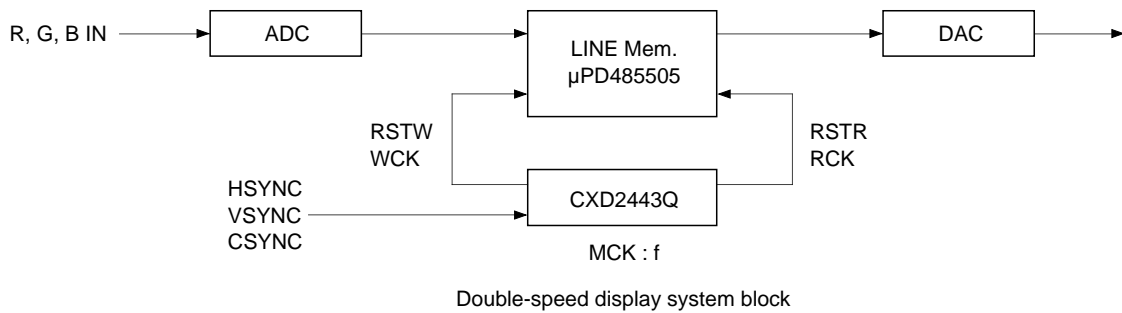 R, G, B IN
ADC
LINE Mem.
µPD485505
DAC
RSTW
WCK
RSTR
RCK
HSYNC
VSYNC
CSYNC
CXD2443Q
MCK : f
Double-speed display system block